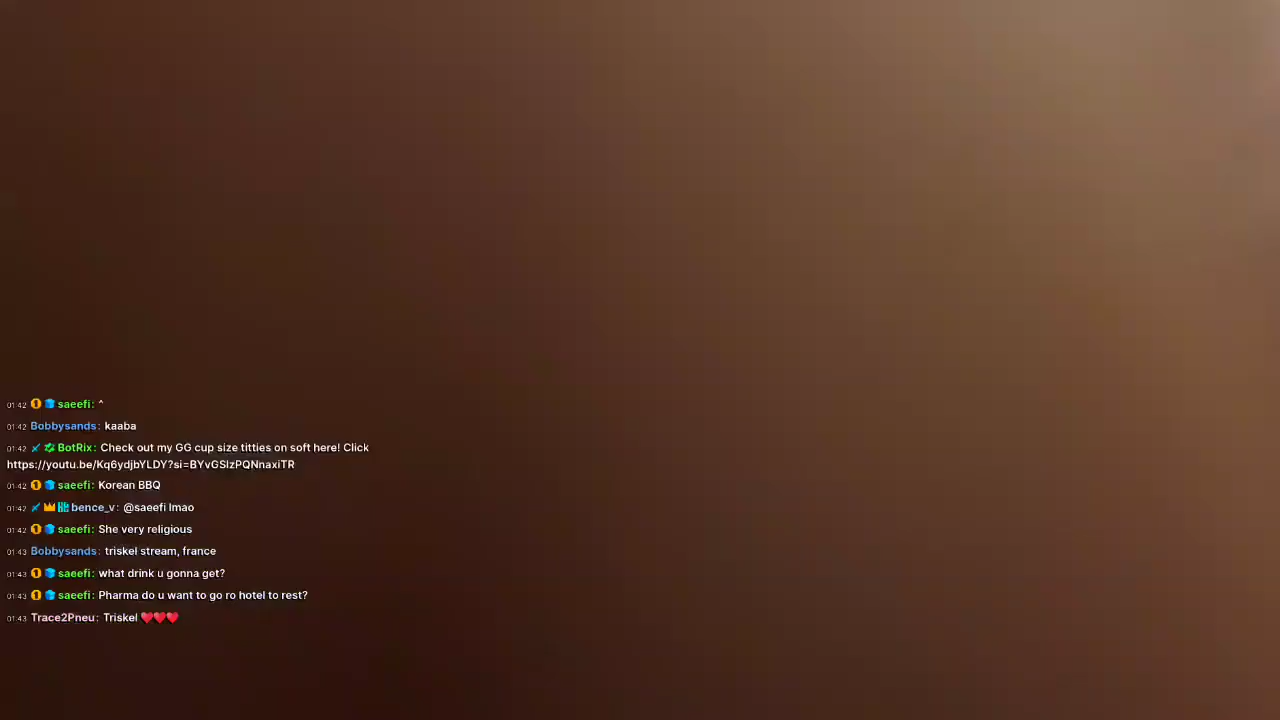 01:42 saeefi: ^
01:42 Bobbysands: kaaba
01:42 BotRix: Check out my GG cup size titties on soft here! Click
https://youtu.be/Kq6ydjbYLDY?si=BYvGSlzPQNnaxiTR
01:42 saeefi: Korean BBQ
01:42 bence_v: @saeefi lmao
01:42 saeefi: She very religious
01:43 Bobbysands: triskel stream, france
01:43 saeefi: what drink u gonna get?
01:43 saeefi: Pharma do u want to go ro hotel to rest?
01:43 Trace2Pneu: Triskel ❤️❤️❤️